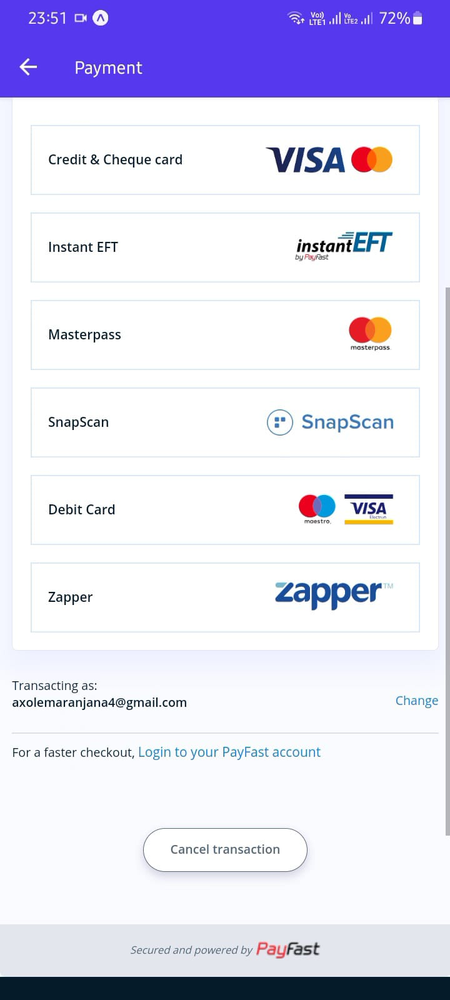 23:51 Vo)) LTE1 Vo LTE2 72%
Payment
Credit & Cheque card VISA
Instant EFT instantEFT
by PayFast
Masterpass masterpass.
SnapScan SnapScan
Debit Card maestro. VISA
Electron
Zapper zapper™
Transacting as:
axolemaranjana4@gmail.com Change
For a faster checkout, Login to your PayFast account
Cancel transaction
Secured and powered by PayFast